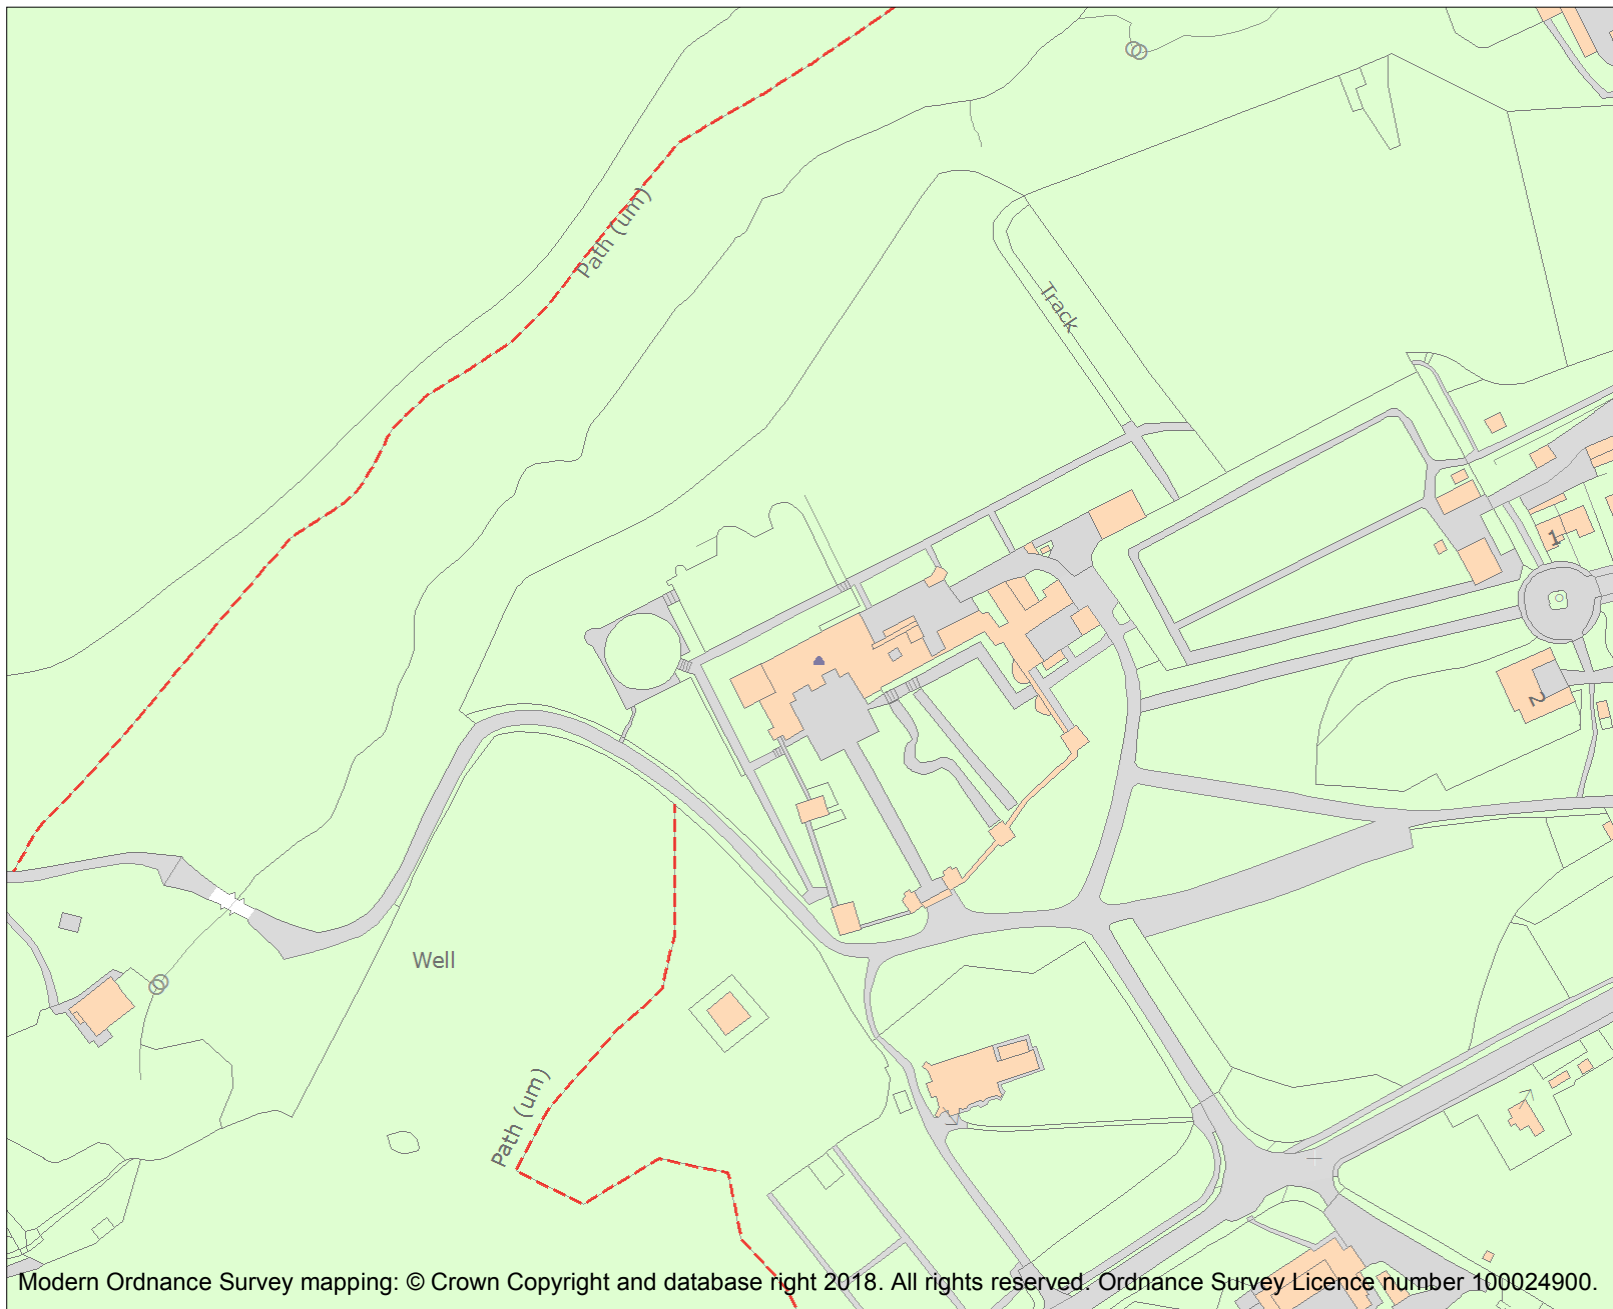 Path (um)
Track
1
2
Well
Path (um)
Modern Ordnance Survey mapping: © Crown Copyright and database right 2018. All rights reserved. Ordnance Survey Licence number 100024900.